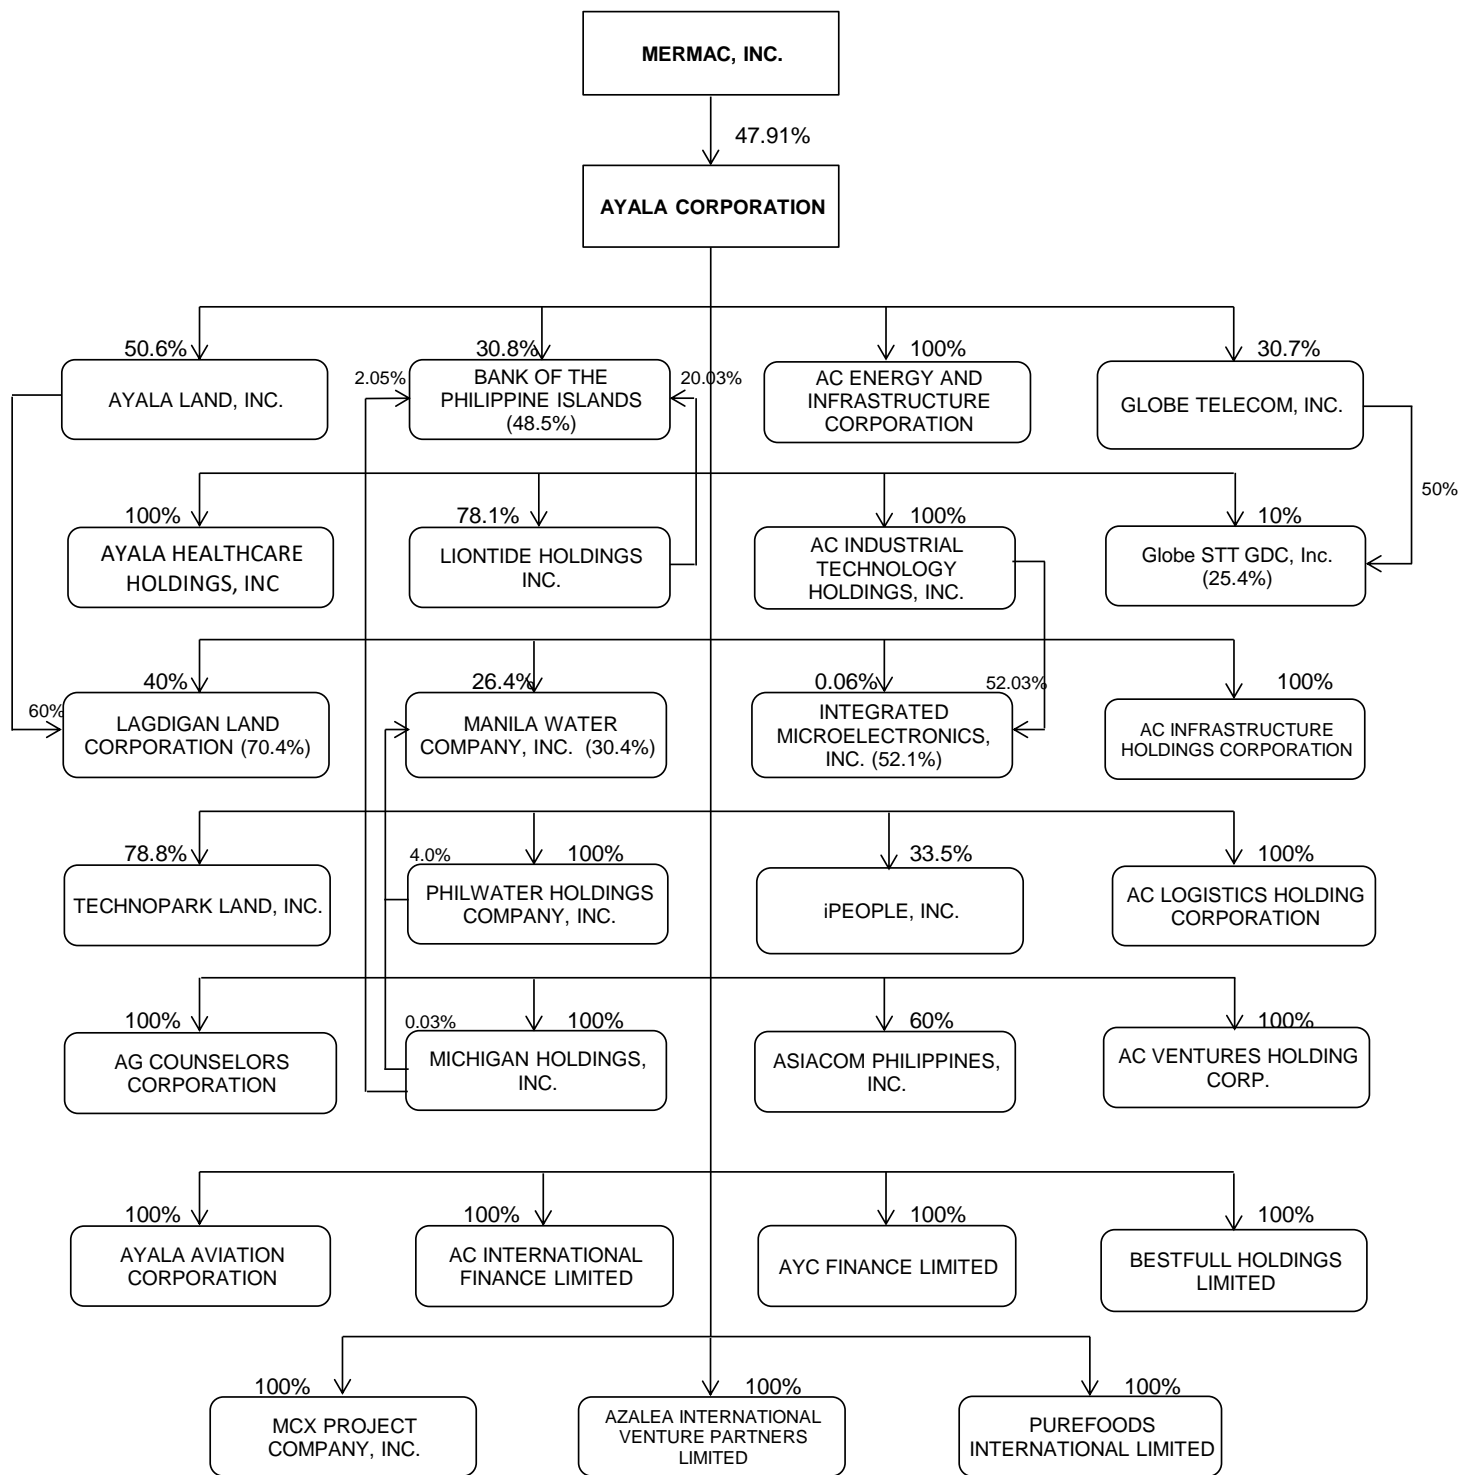 MERMAC, INC.
47.91%
AYALA CORPORATION
50.6%
30.8%
100%
30.7%
2.05%
20.03%
AYALA LAND, INC.
BANK OF THE
PHILIPPINE ISLANDS
(48.5%)
AC ENERGY AND
INFRASTRUCTURE
CORPORATION
GLOBE TELECOM, INC.
50%
100%
78.1%
100%
10%
AYALA HEALTHCARE
HOLDINGS, INC
LIONTIDE HOLDINGS
INC.
AC INDUSTRIAL
TECHNOLOGY
HOLDINGS, INC.
Globe STT GDC, Inc.
(25.4%)
40%
26.4%
0.06%
52.03%
100%
60%
LAGDIGAN LAND
CORPORATION (70.4%)
MANILA WATER
COMPANY, INC. (30.4%)
INTEGRATED
MICROELECTRONICS,
INC. (52.1%)
AC INFRASTRUCTURE
HOLDINGS CORPORATION
78.8%
4.0%
100%
33.5%
100%
TECHNOPARK LAND, INC.
PHILWATER HOLDINGS
COMPANY, INC.
iPEOPLE, INC.
AC LOGISTICS HOLDING
CORPORATION
100%
0.03%
100%
60%
100%
AG COUNSELORS
CORPORATION
MICHIGAN HOLDINGS,
INC.
ASIACOM PHILIPPINES,
INC.
AC VENTURES HOLDING
CORP.
100%
100%
100%
100%
AYALA AVIATION
CORPORATION
AC INTERNATIONAL
FINANCE LIMITED
AYC FINANCE LIMITED
BESTFULL HOLDINGS
LIMITED
100%
100%
100%
MCX PROJECT
COMPANY, INC.
AZALEA INTERNATIONAL
VENTURE PARTNERS
LIMITED
PUREFOODS
INTERNATIONAL LIMITED